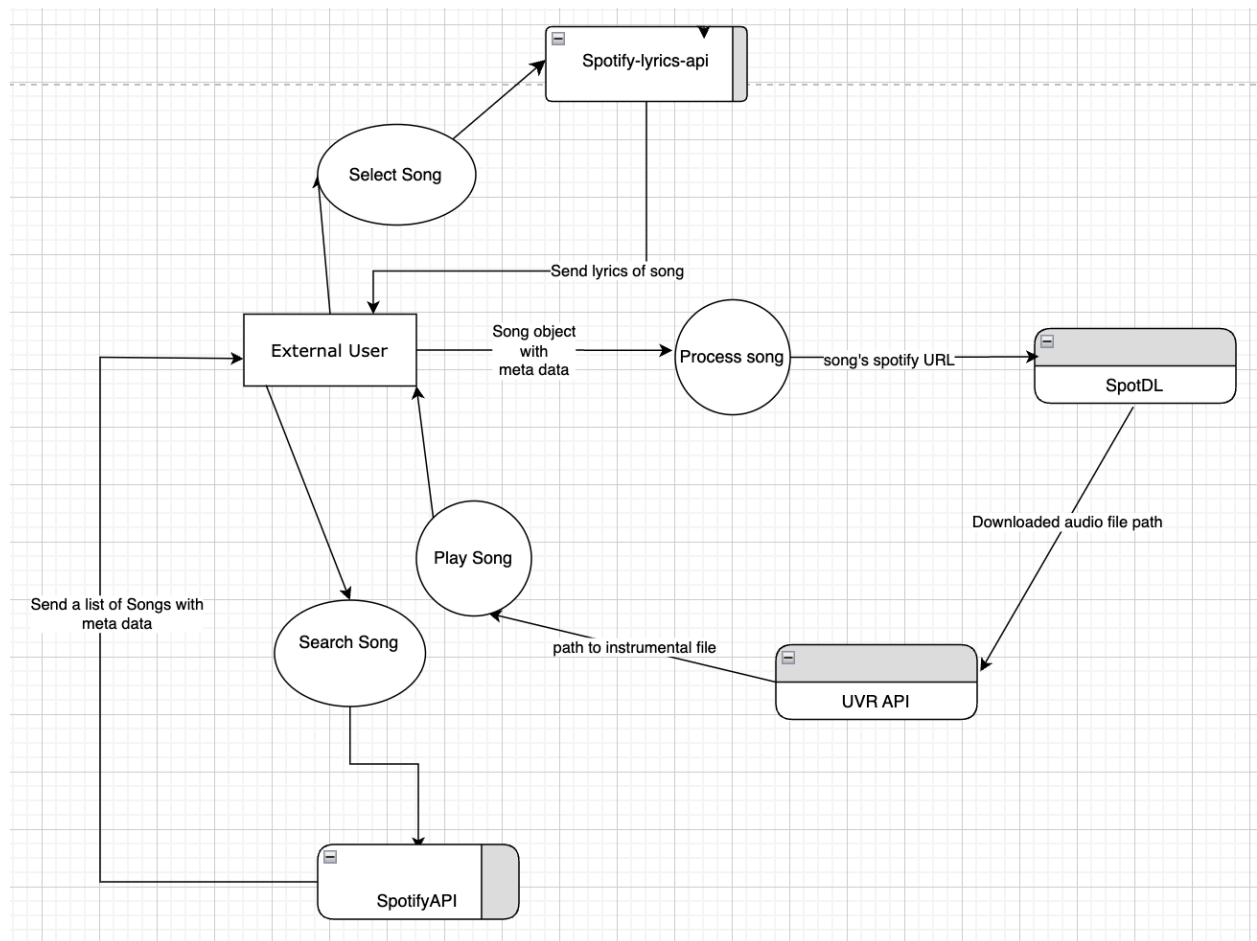 Spotify-lyrics-api
Select Song
Send lyrics of song
External User
Song object
with
meta data
Process song
song's spotify URL
SpotDL
Downloaded audio file path
Play Song
Send a list of Songs with
meta data
Search Song
path to instrumental file
UVR API
SpotifyAPI